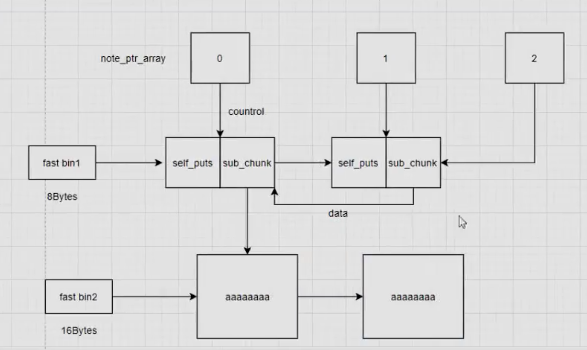 note_ptr_array
0
1
2
countrol
fast bin1
self_puts
sub_chunk
self_puts
sub_chunk
8Bytes
data
fast bin2
aaaaaaaa
aaaaaaaa
16Bytes